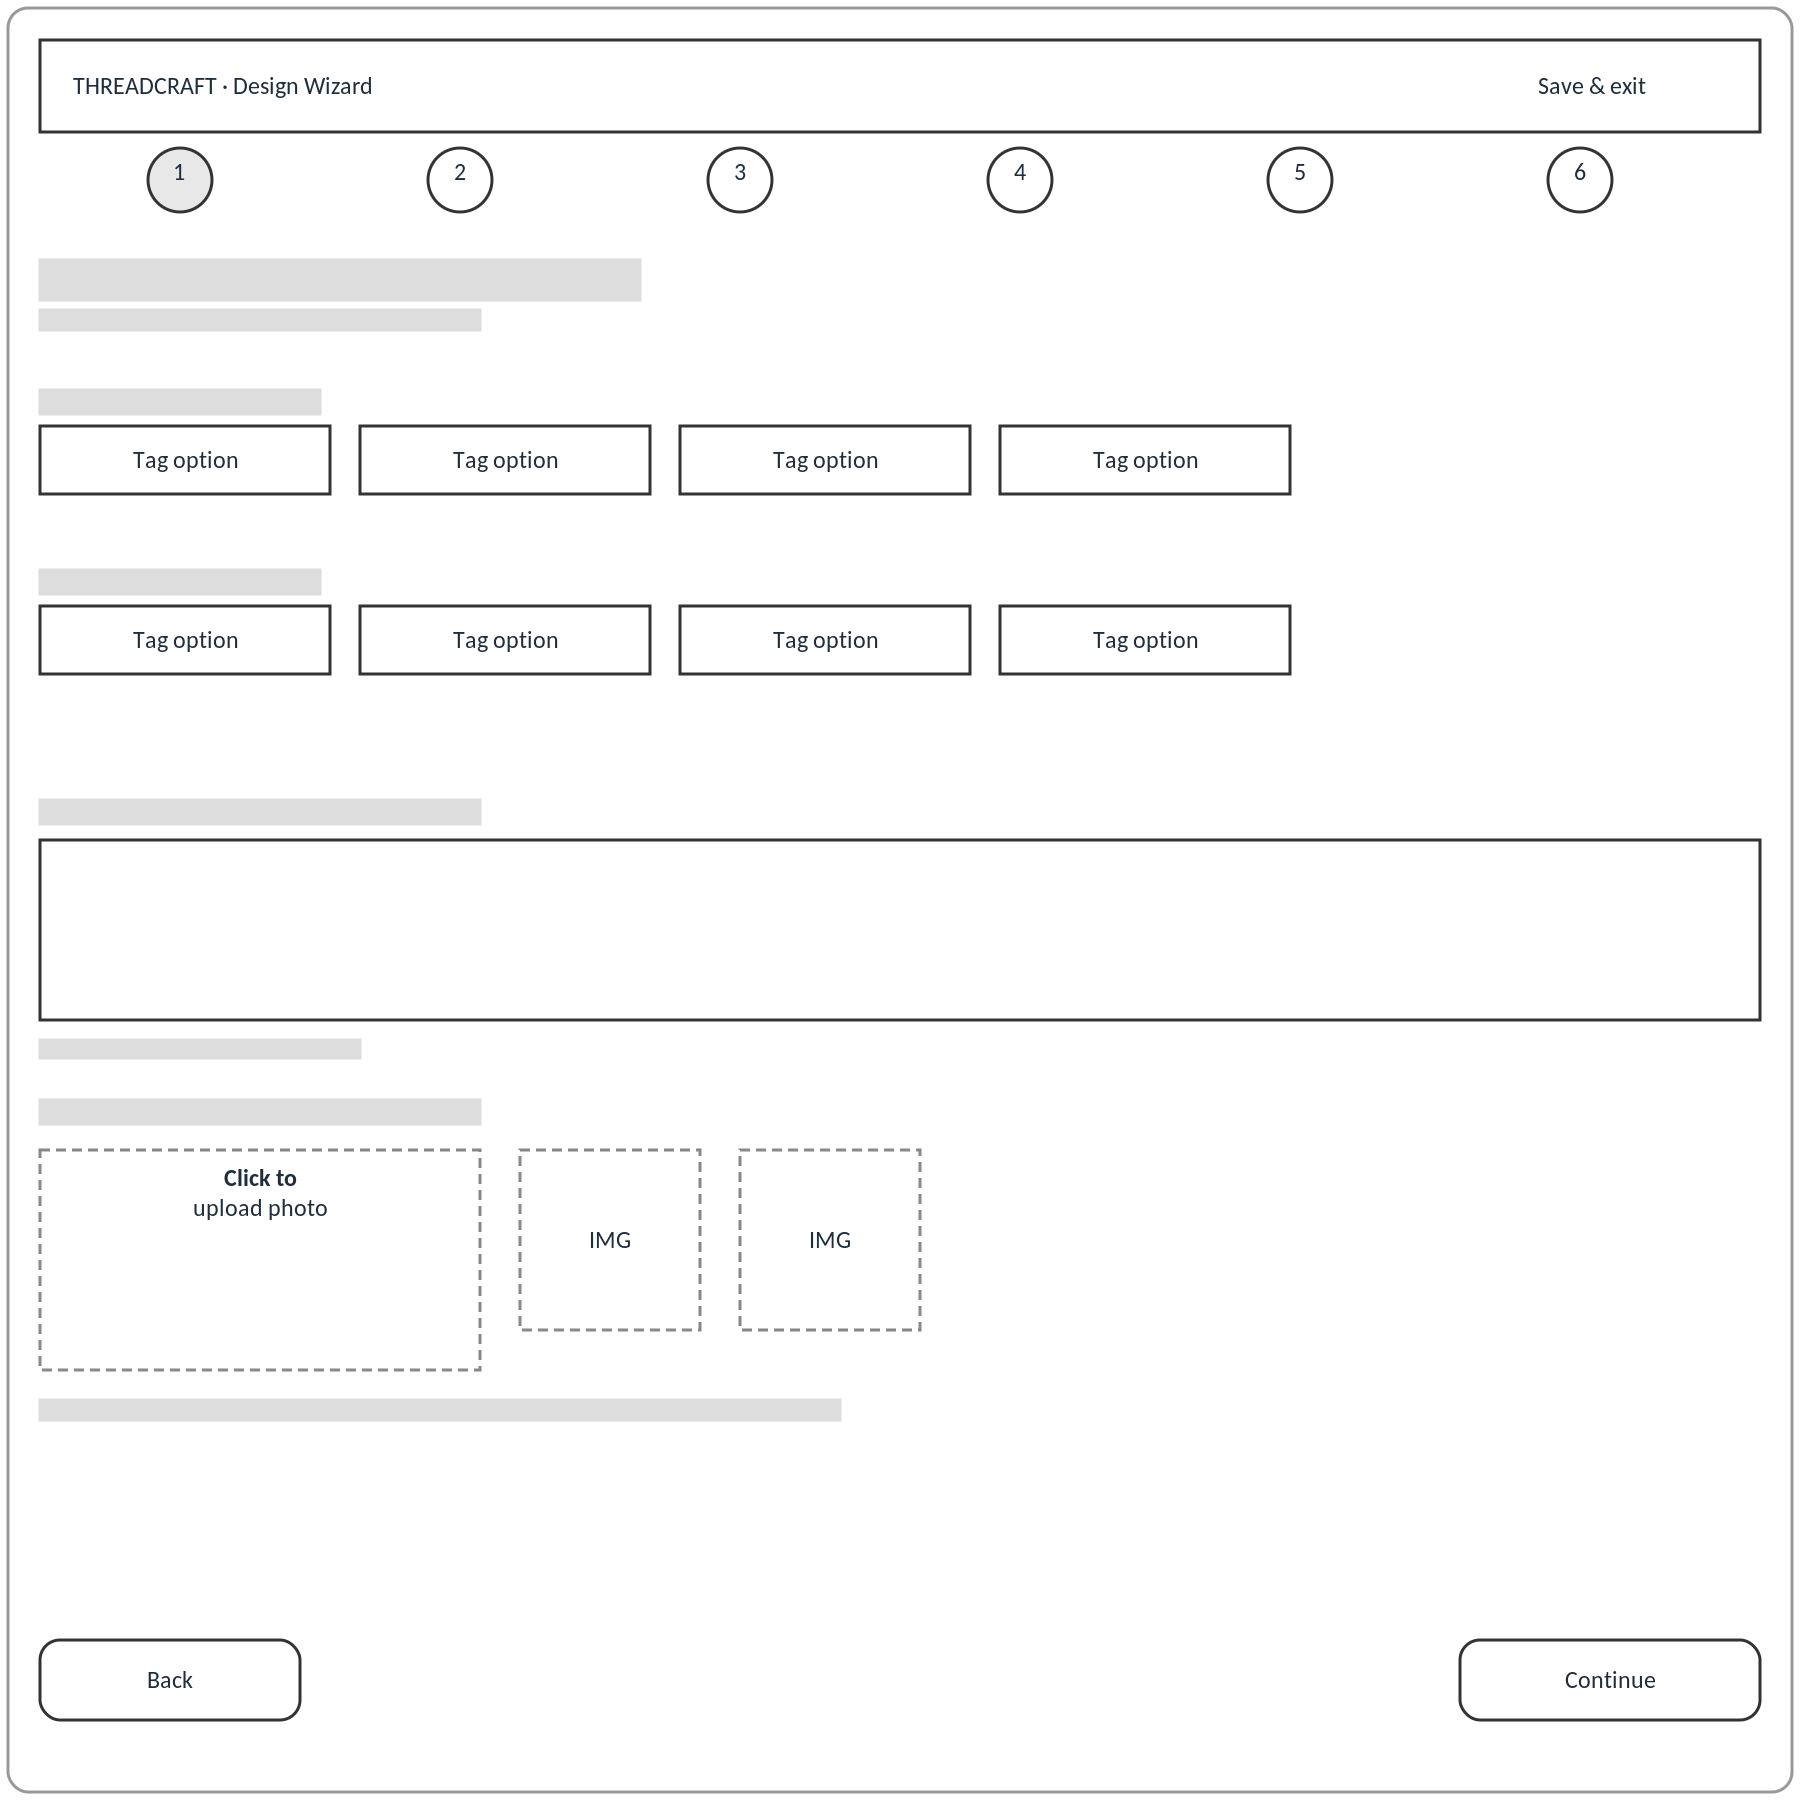 THREADCRAFT · Design Wizard
Save & exit
1
2
3
4
5
6
Tag option
Tag option
Tag option
Tag option
Tag option
Tag option
Tag option
Tag option
Click to
upload photo
IMG
IMG
Back
Continue